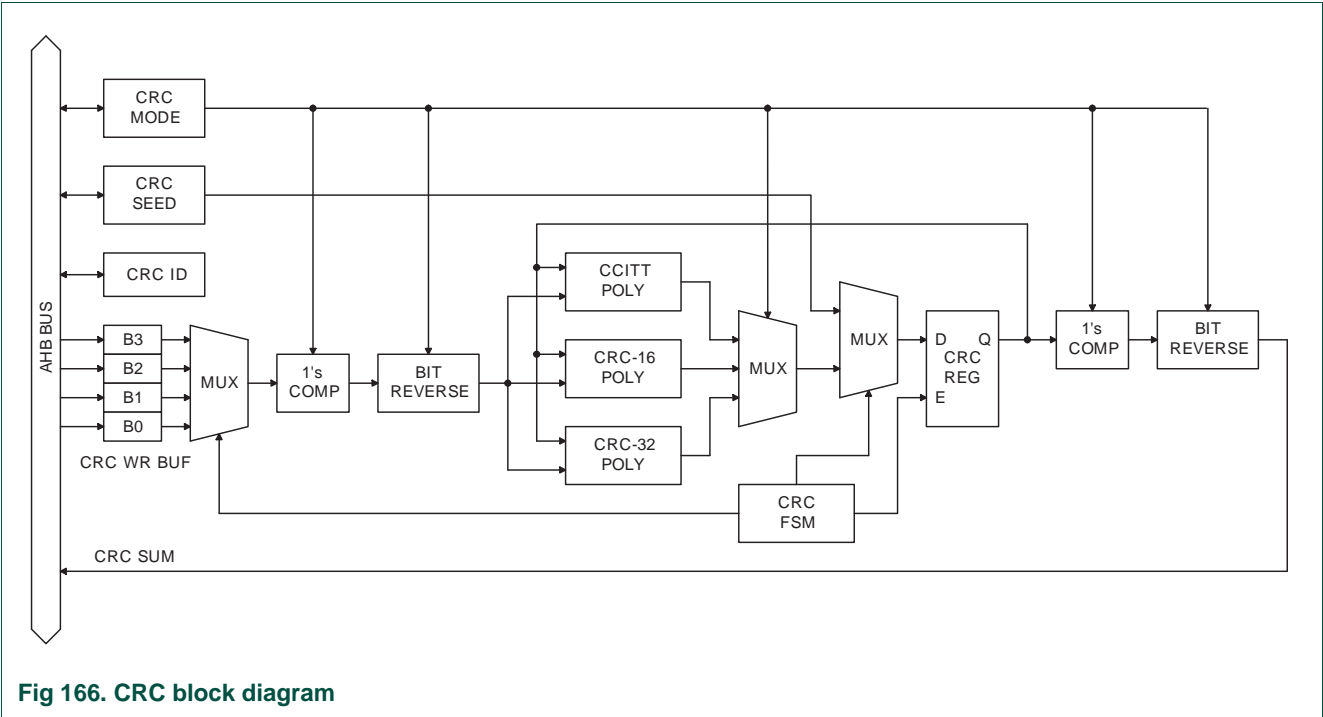 CRC
MODE
CRC
SEED
CRC ID
AHB BUS
B3
B2
B1
B0
CRC WR BUF
MUX
1's
COMP
BIT
REVERSE
CCITT
POLY
CRC-16
POLY
CRC-32
POLY
MUX
MUX
D Q
CRC
REG
E
1's
COMP
BIT
REVERSE
CRC
FSM
CRC SUM
Fig 166. CRC block diagram